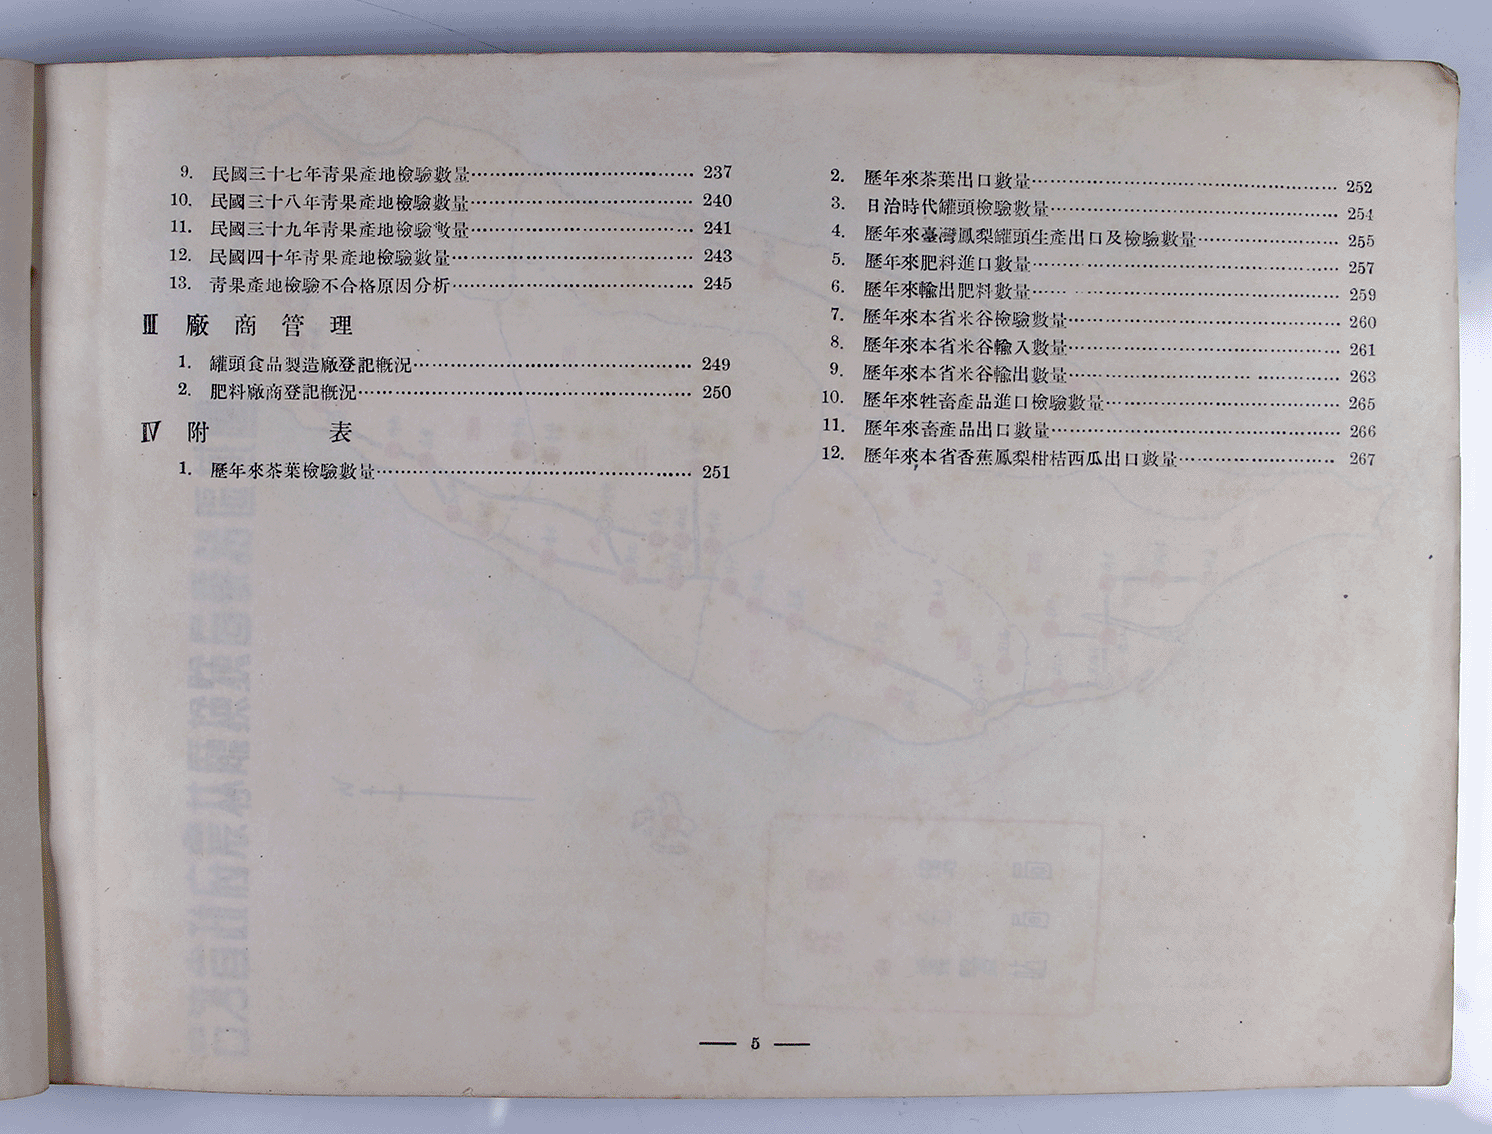 9. 民國三十七年青果產地檢驗數量 237
10. 民國三十八年青果產地檢驗數量 240
11. 民國三十九年青果產地檢驗數量 241
12. 民國四十年青果產地檢驗數量 243
13. 青果產地檢驗不合格原因分析 245
Ⅲ 廠商管理
1. 罐頭食品製造廠登記概況 249
2. 肥料廠商登記概況 250
Ⅳ 附表
1. 歷年來茶葉檢驗數量 251
2. 歷年來茶葉出口數量 252
3. 日治時代罐頭檢驗數量 254
4. 歷年來臺灣鳳梨罐頭生產出口及檢驗數量 255
5. 歷年來肥料進口數量 257
6. 歷年來輸出肥料數量 259
7. 歷年來本省米谷檢驗數量 260
8. 歷年來本省米谷輸入數量 261
9. 歷年來本省米谷輸出數量 263
10. 歷年來牲畜產品進口檢驗數量 265
11. 歷年來畜產品出口數量 266
12. 歷年來本省香蕉鳳梨柑桔西瓜出口數量 267
— 5 —